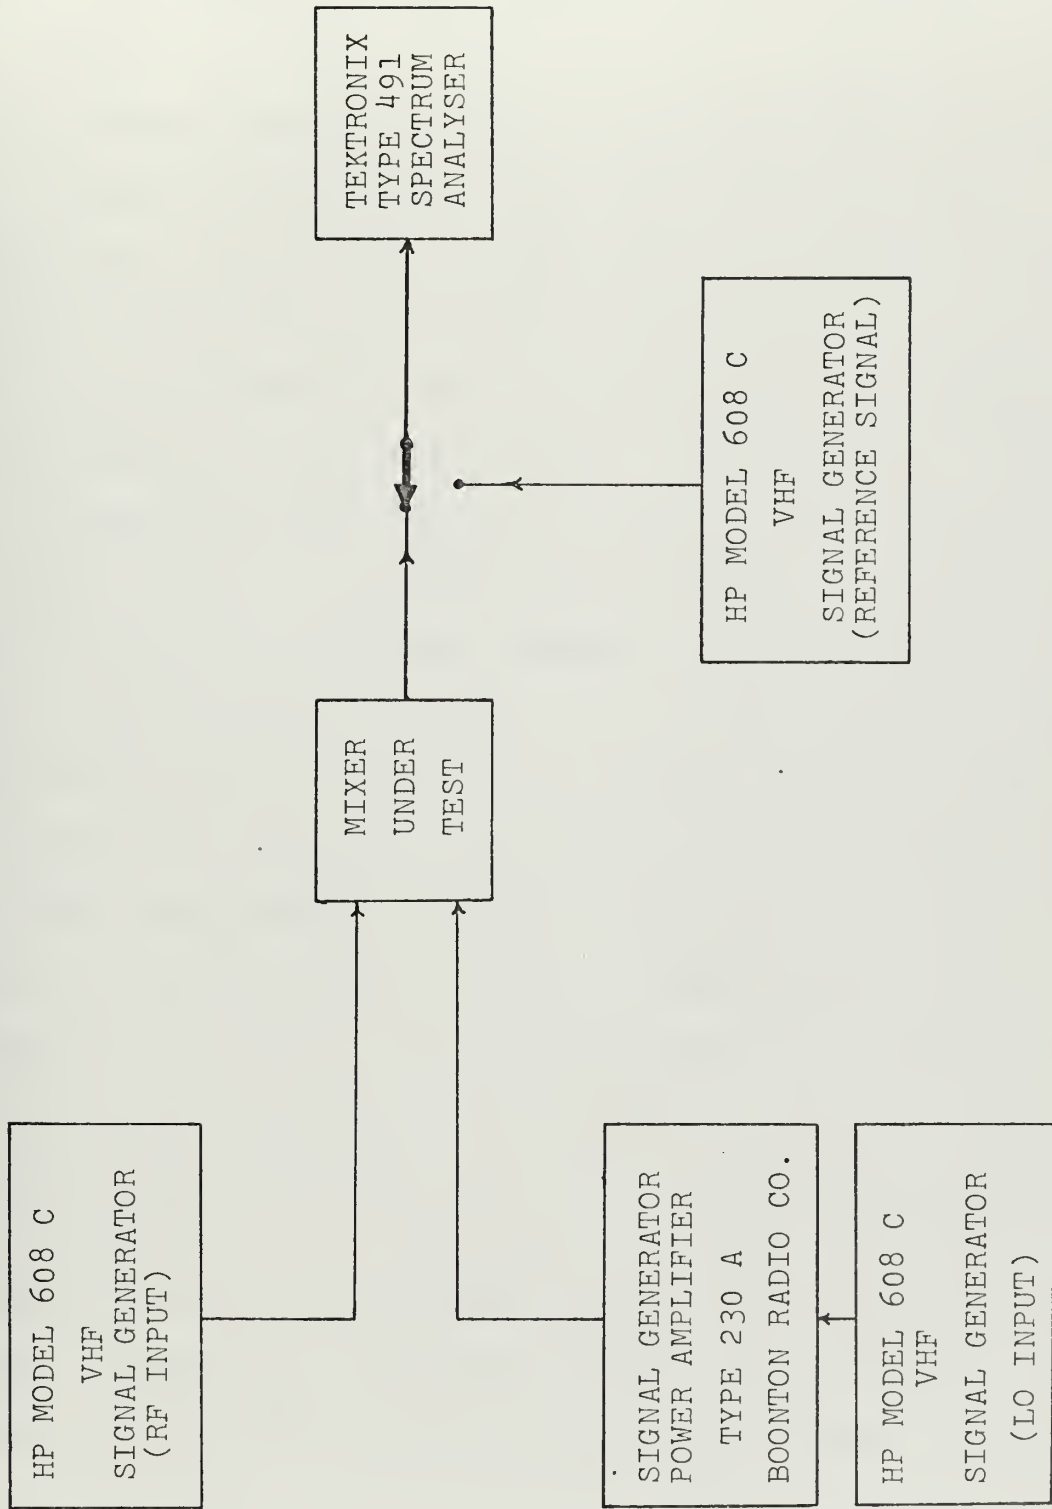 HP MODEL 608 C
VHF
SIGNAL GENERATOR
(RF INPUT)
MIXER
UNDER
TEST
TEKTRONIX
TYPE 491
SPECTRUM
ANALYSER
SIGNAL GENERATOR
POWER AMPLIFIER
TYPE 230 A
BOONTON RADIO CO.
HP MODEL 608 C
VHF
SIGNAL GENERATOR
(LO INPUT)
HP MODEL 608 C
VHF
SIGNAL GENERATOR
(REFERENCE SIGNAL)